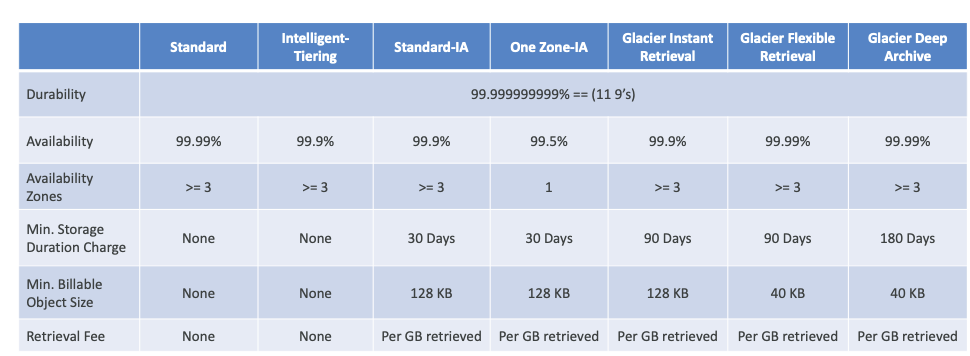 Standard Intelligent-Tiering Standard-IA One Zone-IA Glacier Instant Retrieval Glacier Flexible Retrieval Glacier Deep Archive
Durability 99.999999999% == (11 9’s)
Availability 99.99% 99.9% 99.9% 99.5% 99.9% 99.99% 99.99%
Availability Zones >= 3 >= 3 >= 3 1 >= 3 >= 3 >= 3
Min. Storage Duration Charge None None 30 Days 30 Days 90 Days 90 Days 180 Days
Min. Billable Object Size None None 128 KB 128 KB 128 KB 40 KB 40 KB
Retrieval Fee None None Per GB retrieved Per GB retrieved Per GB retrieved Per GB retrieved Per GB retrieved